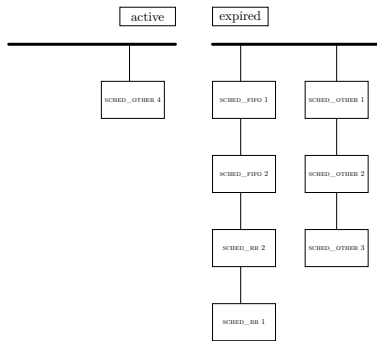 active expired
SCHED_OTHER 4 SCHED_FIFO 1 SCHED_OTHER 1
SCHED_FIFO 2 SCHED_OTHER 2
SCHED_RR 2 SCHED_OTHER 3
SCHED_RR 1